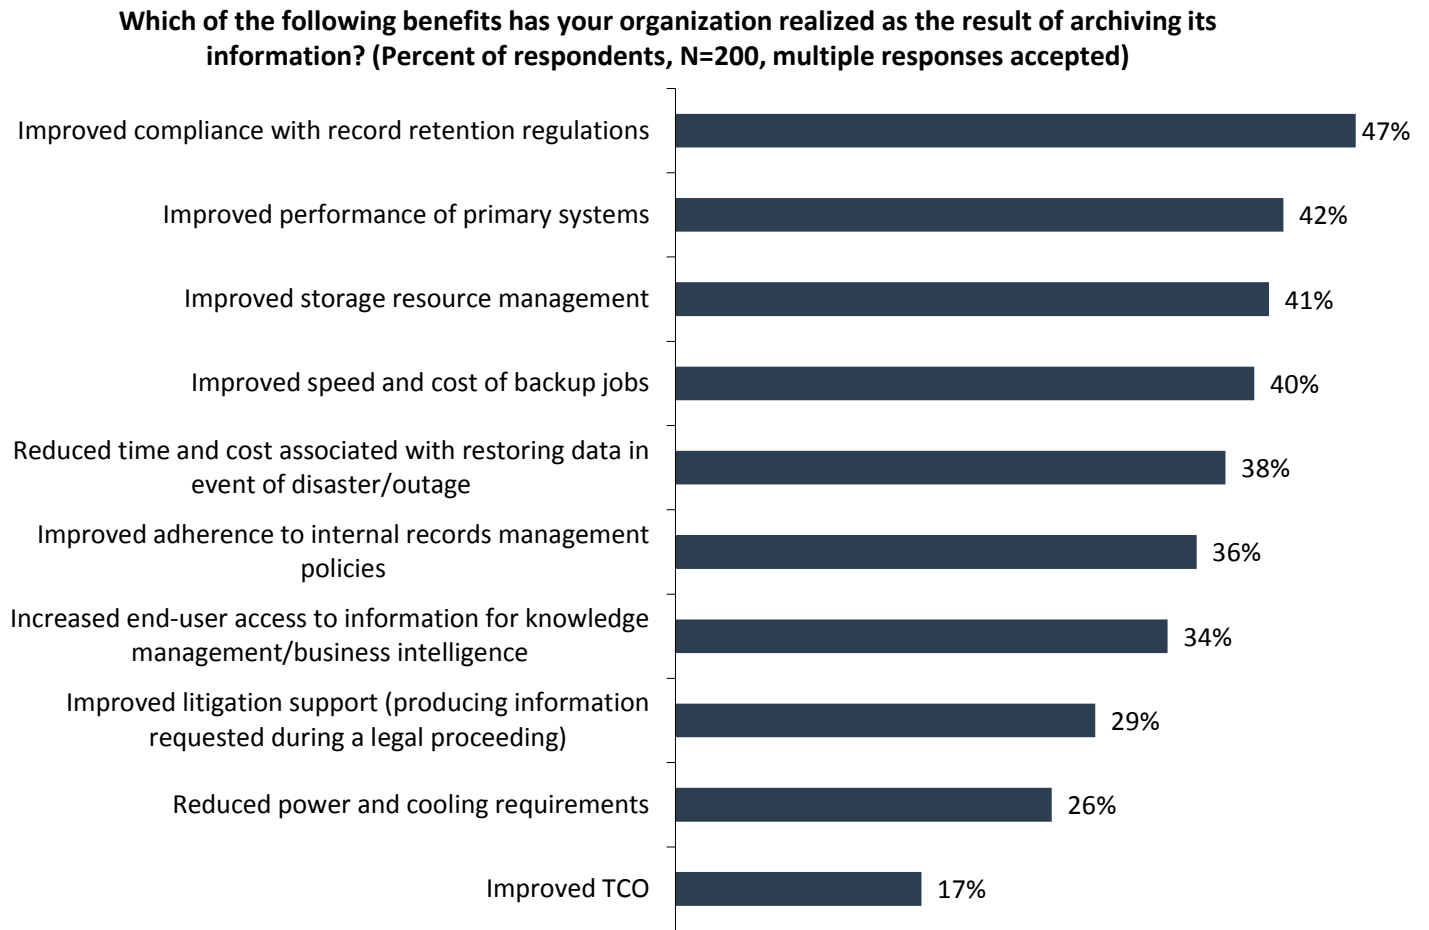 Which of the following benefits has your organization realized as the result of archiving its
information? (Percent of respondents, N=200, multiple responses accepted)
Improved compliance with record retention regulations
47%
Improved performance of primary systems
42%
Improved storage resource management
41%
Improved speed and cost of backup jobs
40%
Reduced time and cost associated with restoring data in
event of disaster/outage
38%
Improved adherence to internal records management
policies
36%
Increased end-user access to information for knowledge
management/business intelligence
34%
Improved litigation support (producing information
requested during a legal proceeding)
29%
Reduced power and cooling requirements
26%
Improved TCO
17%